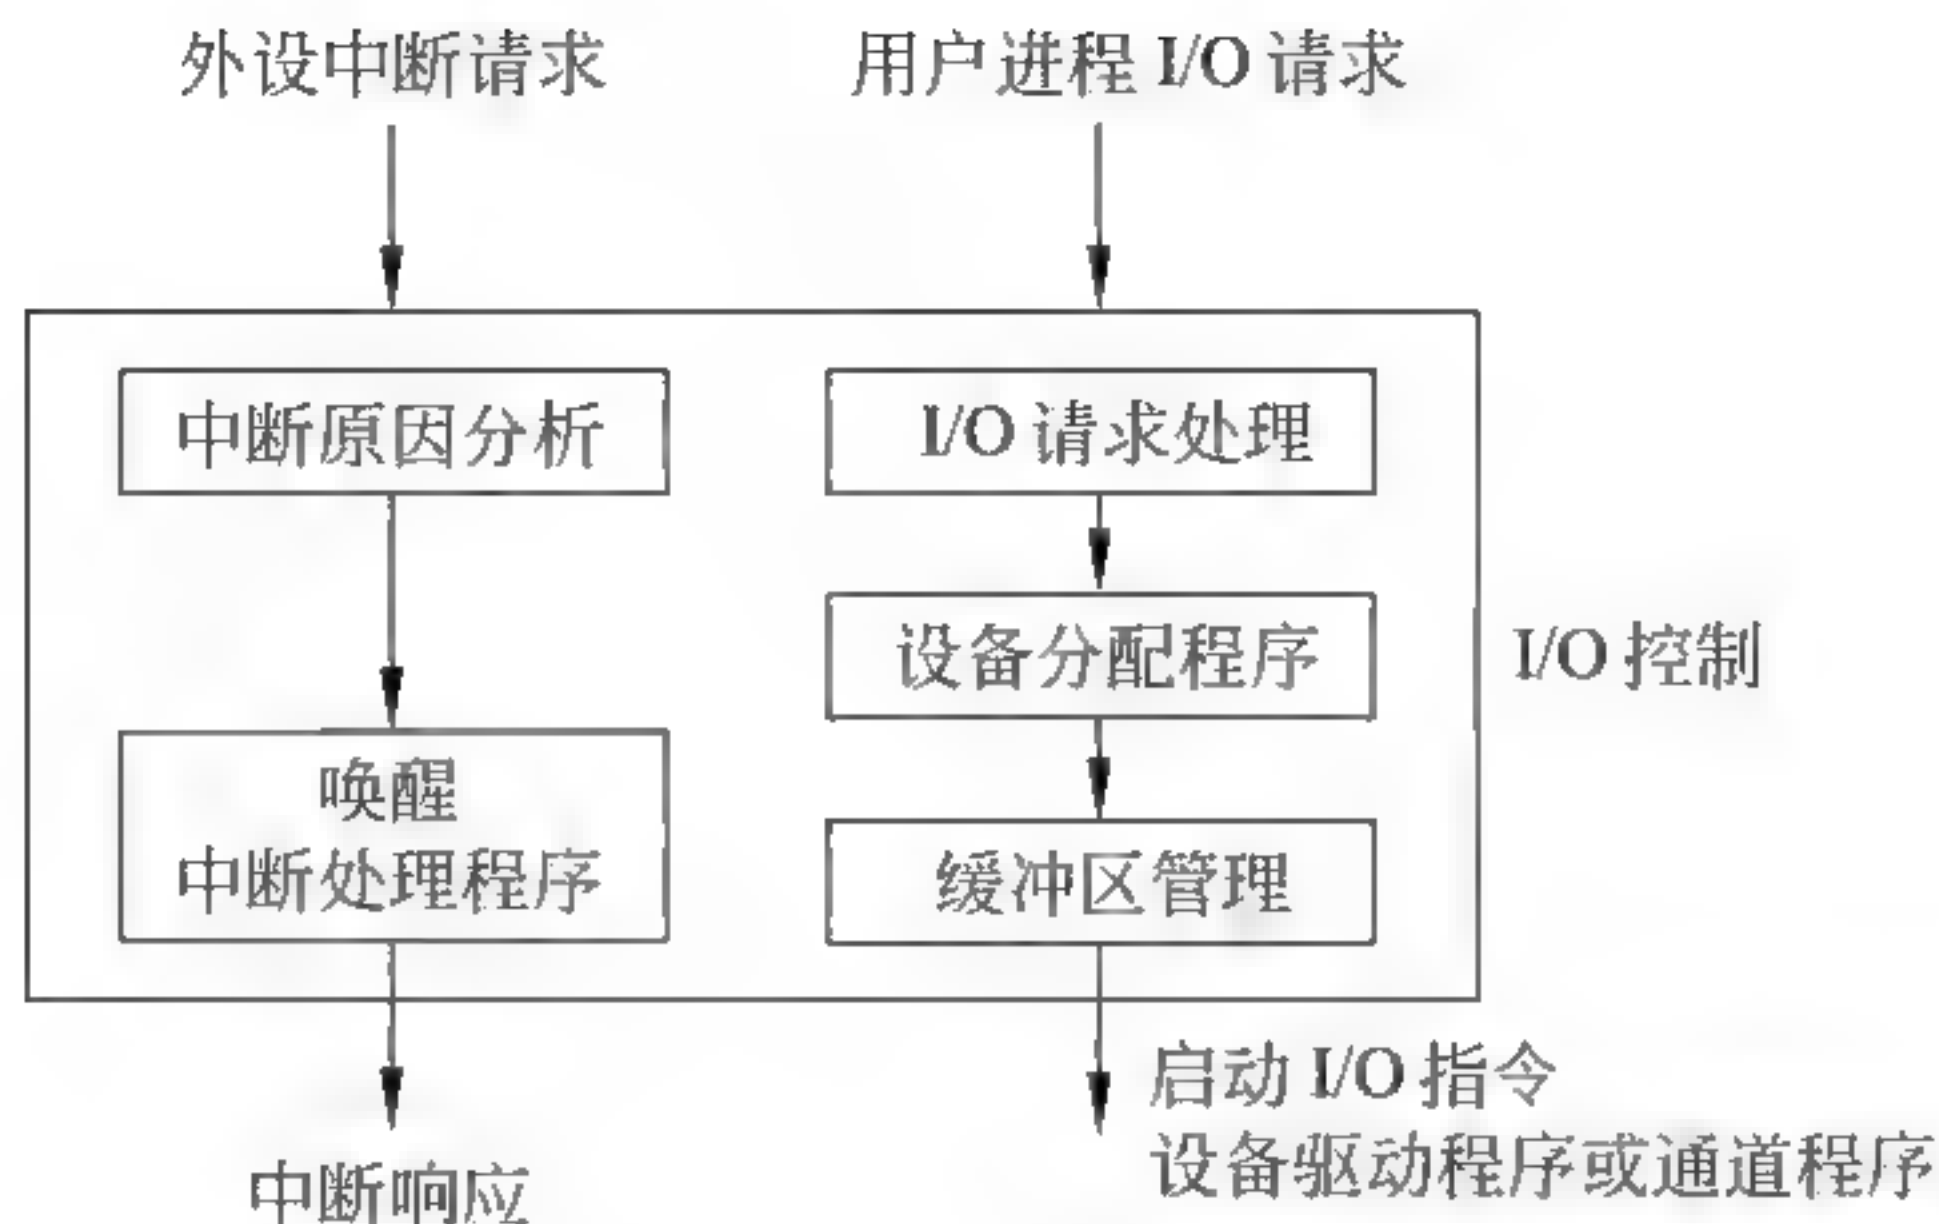 外设中断请求
用户进程 I/O 请求
中断原因分析
I/O 请求处理
设备分配程序
I/O 控制
唤醒
中断处理程序
缓冲区管理
启动 I/O 指令
设备驱动程序或通道程序
中断响应